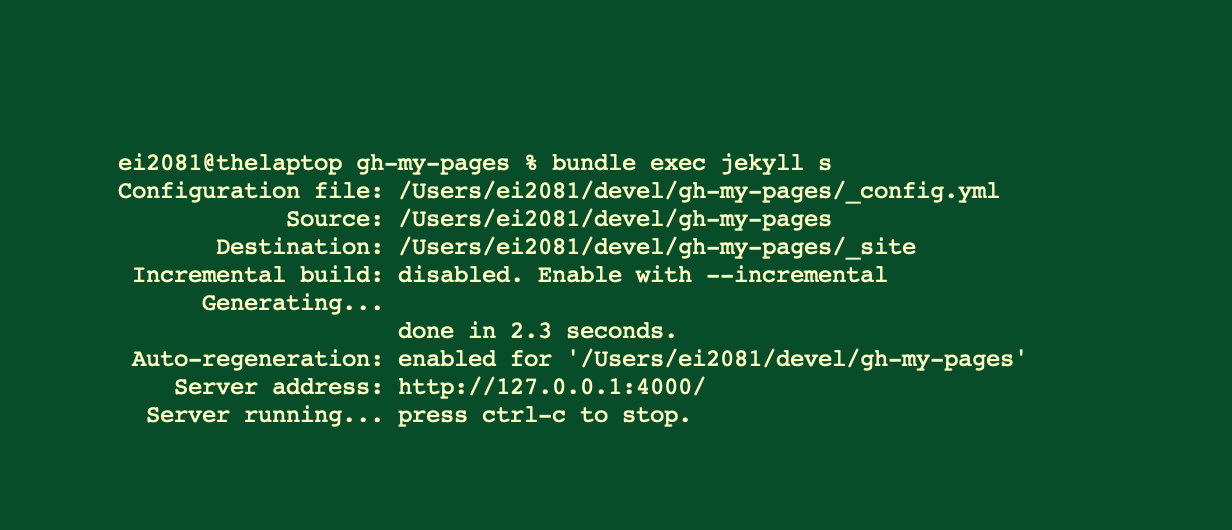 ei2081@thelaptop gh-my-pages % bundle exec jekyll s
Configuration file: /Users/ei2081/devel/gh-my-pages/_config.yml
Source: /Users/ei2081/devel/gh-my-pages
Destination: /Users/ei2081/devel/gh-my-pages/_site
Incremental build: disabled. Enable with --incremental
Generating...
done in 2.3 seconds.
Auto-regeneration: enabled for '/Users/ei2081/devel/gh-my-pages'
Server address: http://127.0.0.1:4000/
Server running... press ctrl-c to stop.